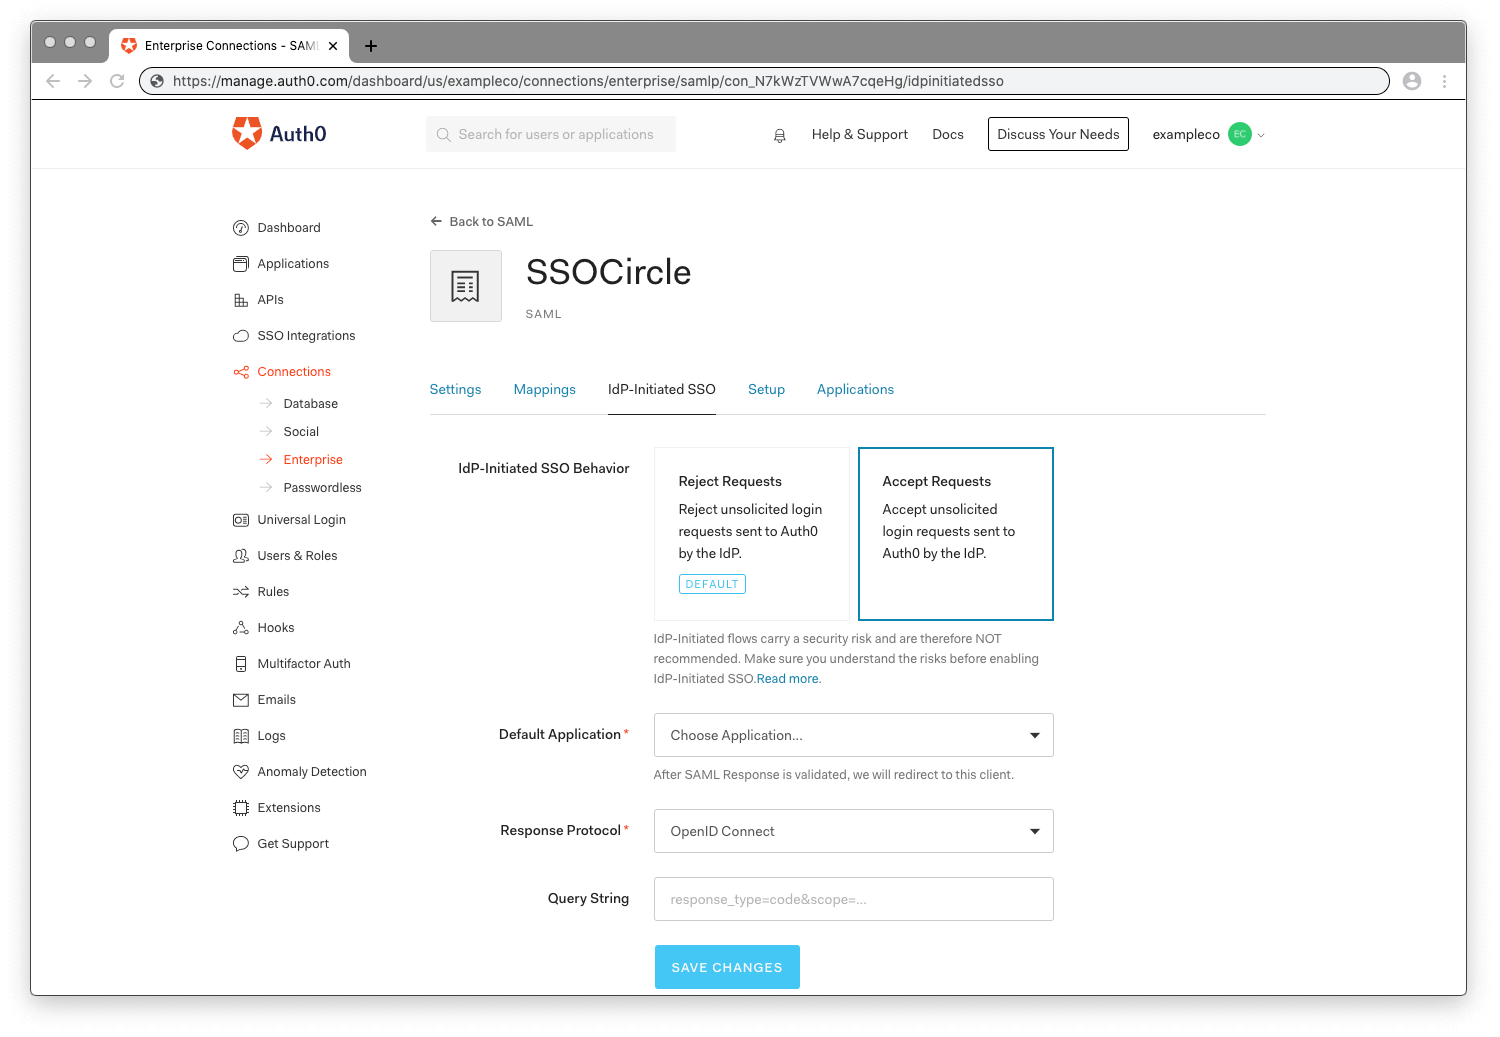 Enterprise Connections - SAML
https://manage.auth0.com/dashboard/us/exampleco/connections/enterprise/samlp/con_N7kWzTVWwA7cqeHg/idpinitiatedsso
Auth0
Search for users or applications
Help & Support
Docs
Discuss Your Needs
exampleco
EC
Dashboard
Applications
APIs
SSO Integrations
Connections
Database
Social
Enterprise
Passwordless
Universal Login
Users & Roles
Rules
Hooks
Multifactor Auth
Emails
Logs
Anomaly Detection
Extensions
Get Support
Back to SAML
SSOCircle
SAML
Settings
Mappings
IdP-Initiated SSO
Setup
Applications
IdP-Initiated SSO Behavior
Reject Requests
Reject unsolicited login
requests sent to Auth0
by the IdP.
DEFAULT
Accept Requests
Accept unsolicited
login requests sent to
Auth0 by the IdP.
IdP-Initiated flows carry a security risk and are therefore NOT
recommended. Make sure you understand the risks before enabling
IdP-Initiated SSO.Read more.
Default Application*
Choose Application...
After SAML Response is validated, we will redirect to this client.
Response Protocol*
OpenID Connect
Query String
response_type=code&scope=...
SAVE CHANGES